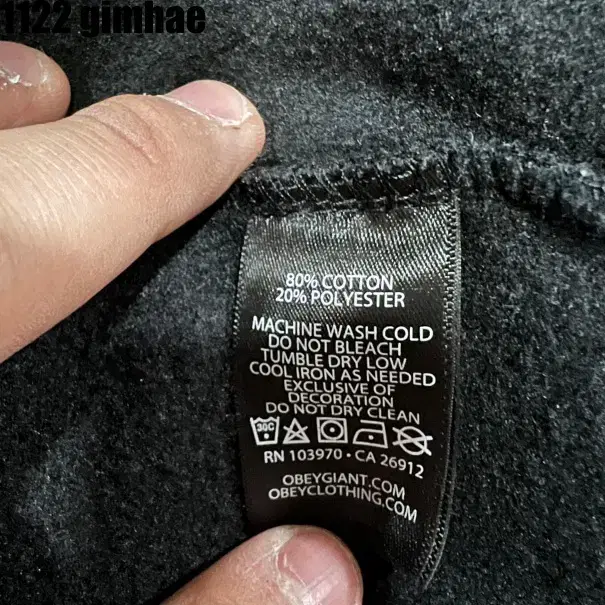 1122 gimhae
80% COTTON
20% POLYESTER
MACHINE WASH COLD
DO NOT BLEACH
TUMBLE DRY LOW
COOL IRON AS NEEDED
EXCLUSIVE OF
DECORATION
DO NOT DRY CLEAN
30C
RN 103970 • CA 26912
OBEYGIANT.COM
OBEYCLOTHING.COM